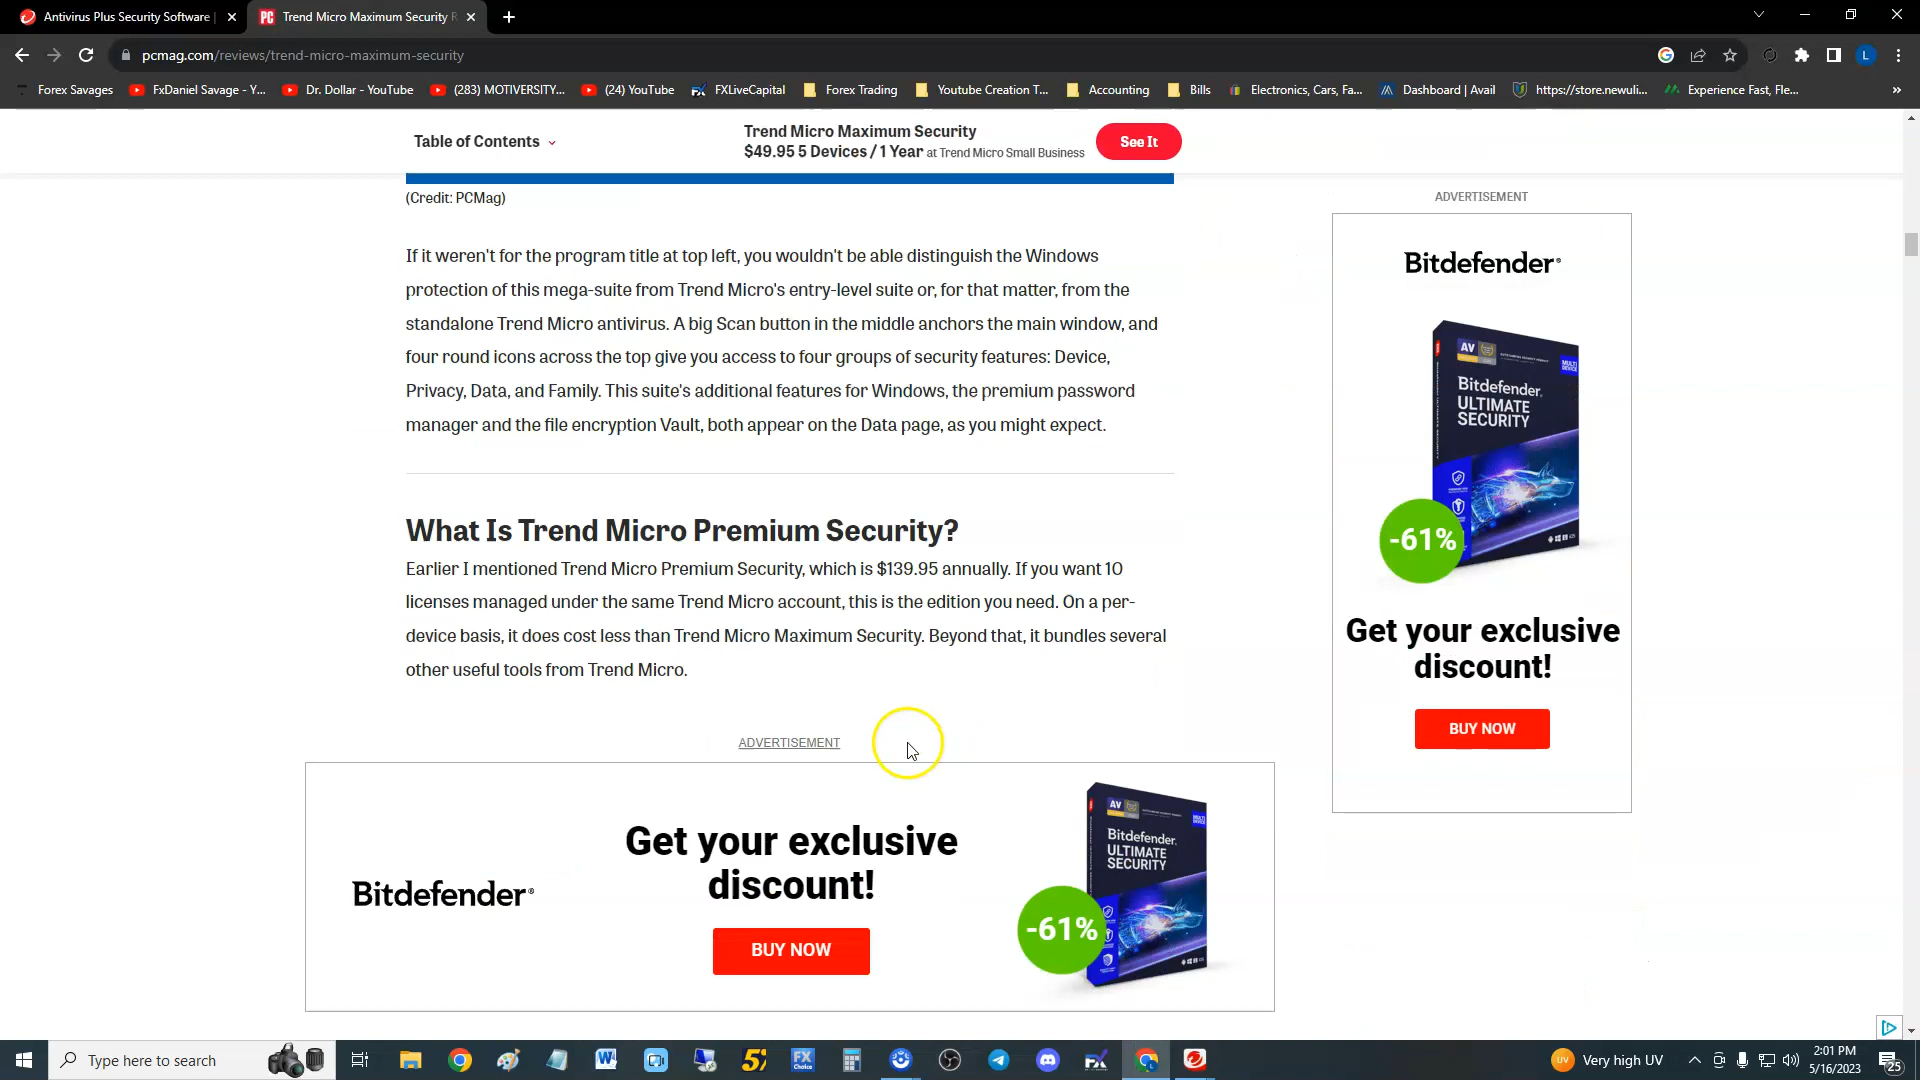 Antivirus Plus Security Software |
Trend Micro Maximum Security R
pcmag.com/reviews/trend-micro-maximum-security
Forex Savages
FxDaniel Savage - Y...
Dr. Dollar - YouTube
(283) MOTIVERSITY...
(24) YouTube
FXLiveCapital
Forex Trading
Youtube Creation T...
Accounting
Bills
Electronics, Cars, Fa...
Dashboard | Avail
https://store.newuli...
Experience Fast, Fle...
Table of Contents
Trend Micro Maximum Security
$49.95 5 Devices / 1 Year at Trend Micro Small Business
See It
(Credit: PCMag)
If it weren't for the program title at top left, you wouldn't be able distinguish the Windows
protection of this mega-suite from Trend Micro's entry-level suite or, for that matter, from the
standalone Trend Micro antivirus. A big Scan button in the middle anchors the main window, and
four round icons across the top give you access to four groups of security features: Device,
Privacy, Data, and Family. This suite's additional features for Windows, the premium password
manager and the file encryption Vault, both appear on the Data page, as you might expect.
What Is Trend Micro Premium Security?
Earlier I mentioned Trend Micro Premium Security, which is $139.95 annually. If you want 10
licenses managed under the same Trend Micro account, this is the edition you need. On a per-
device basis, it does cost less than Trend Micro Maximum Security. Beyond that, it bundles several
other useful tools from Trend Micro.
ADVERTISEMENT
Bitdefender
Get your exclusive
discount!
BUY NOW
-61%
AV
MULTI DEVICE
Bitdefender
ULTIMATE
SECURITY
ADVERTISEMENT
Bitdefender
AV
MULTI DEVICE
Bitdefender
ULTIMATE
SECURITY
-61%
Get your exclusive
discount!
BUY NOW
Type here to search
FX Choice
UV
Very high UV
2:01 PM
5/16/2023
25